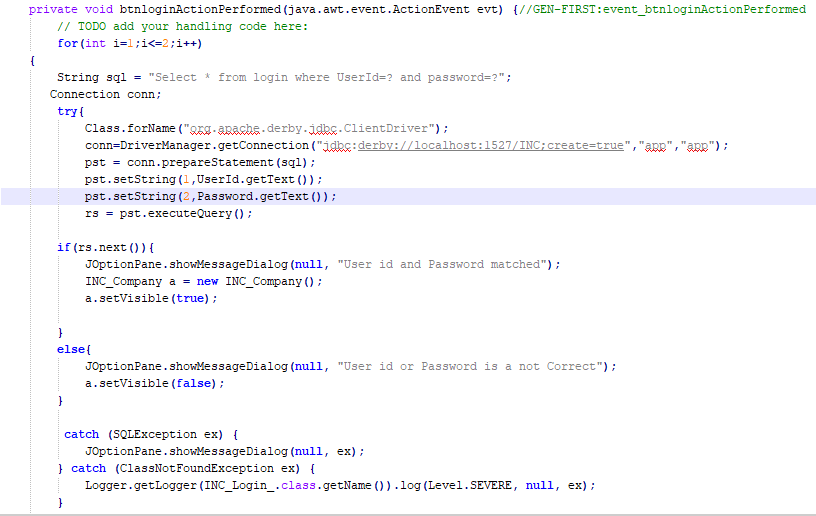 private void btnloginActionPerformed(java.awt.event.ActionEvent evt) {//GEN-FIRST:event_btnloginActionPerformed
// TODO add your handling code here:
for(int i=1;i<=2;i++)
{
String sql = "Select * from login where UserId=? and password=?";
Connection conn;
try{
Class.forName("org.apache.derby.jdbc.ClientDriver");
conn=DriverManager.getConnection("jdbc:derby://localhost:1527/INC;create=true","app","app");
pst = conn.prepareStatement(sql);
pst.setString(1,UserId.getText());
pst.setString(2,Password.getText());
rs = pst.executeQuery();
if(rs.next()){
JOptionPane.showMessageDialog(null, "User id and Password matched");
INC_Company a = new INC_Company();
a.setVisible(true);
}
else{
JOptionPane.showMessageDialog(null, "User id or Password is a not Correct");
a.setVisible(false);
}
catch (SQLException ex) {
JOptionPane.showMessageDialog(null, ex);
} catch (ClassNotFoundException ex) {
Logger.getLogger(INC_Login_.class.getName()).log(Level.SEVERE, null, ex);
}